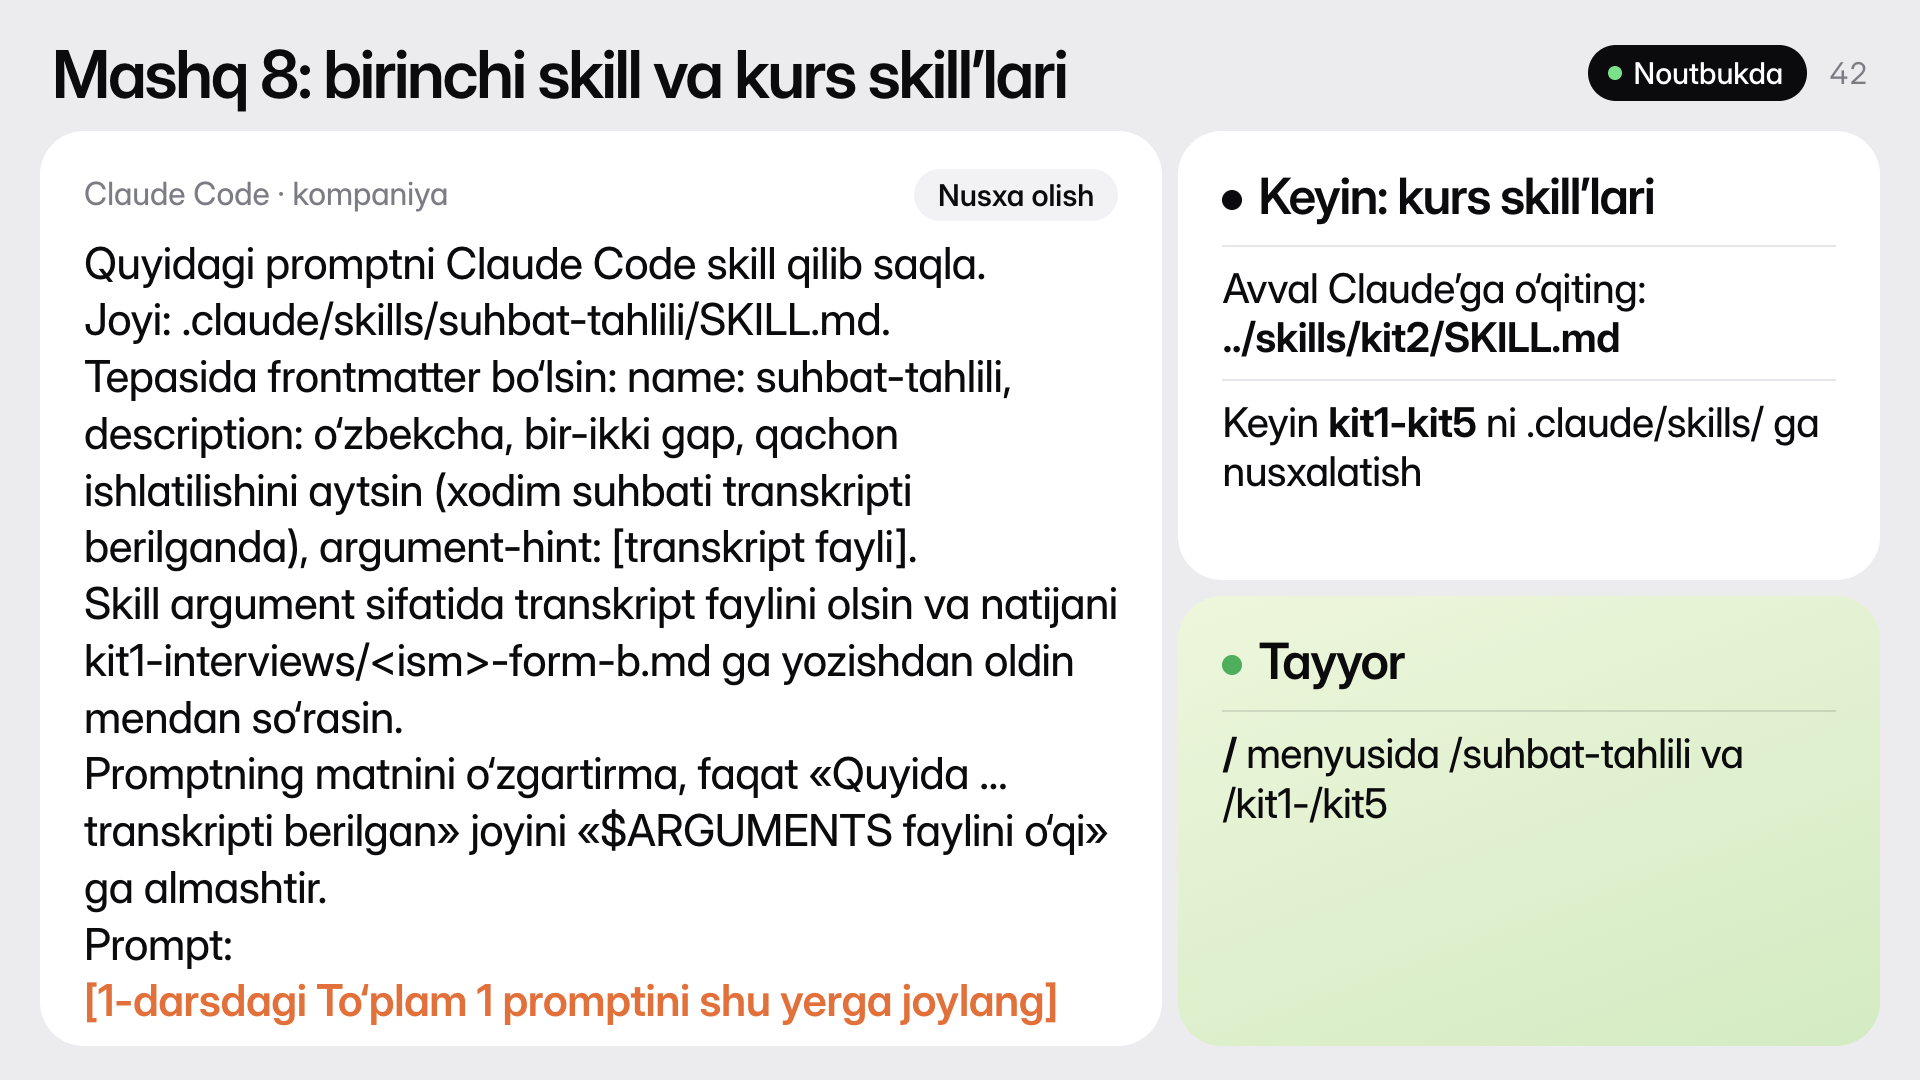 Mashq 8: birinchi skill va kurs skill’lari
Noutbukda
42
Claude Code · kompaniya
Nusxa olish
Quyidagi promptni Claude Code skill qilib saqla.
Joyi: .claude/skills/suhbat-tahlili/SKILL.md.
Tepasida frontmatter bo‘lsin: name: suhbat-tahlili,
description: o‘zbekcha, bir-ikki gap, qachon
ishlatilishini aytsin (xodim suhbati transkripti
berilganda), argument-hint: [transkript fayli].
Skill argument sifatida transkript faylini olsin va natijani
kit1-interviews/<ism>-form-b.md ga yozishdan oldin
mendan so‘rasin.
Promptning matnini o‘zgartirma, faqat «Quyida ...
transkripti berilgan» joyini «$ARGUMENTS faylini o‘qi»
ga almashtir.
Prompt:
[1-darsdagi To‘plam 1 promptini shu yerga joylang]
Keyin: kurs skill’lari
Avval Claude’ga o‘qiting:
../skills/kit2/SKILL.md
Keyin kit1-kit5 ni .claude/skills/ ga
nusxalatish
Tayyor
/ menyusida /suhbat-tahlili va
/kit1-/kit5